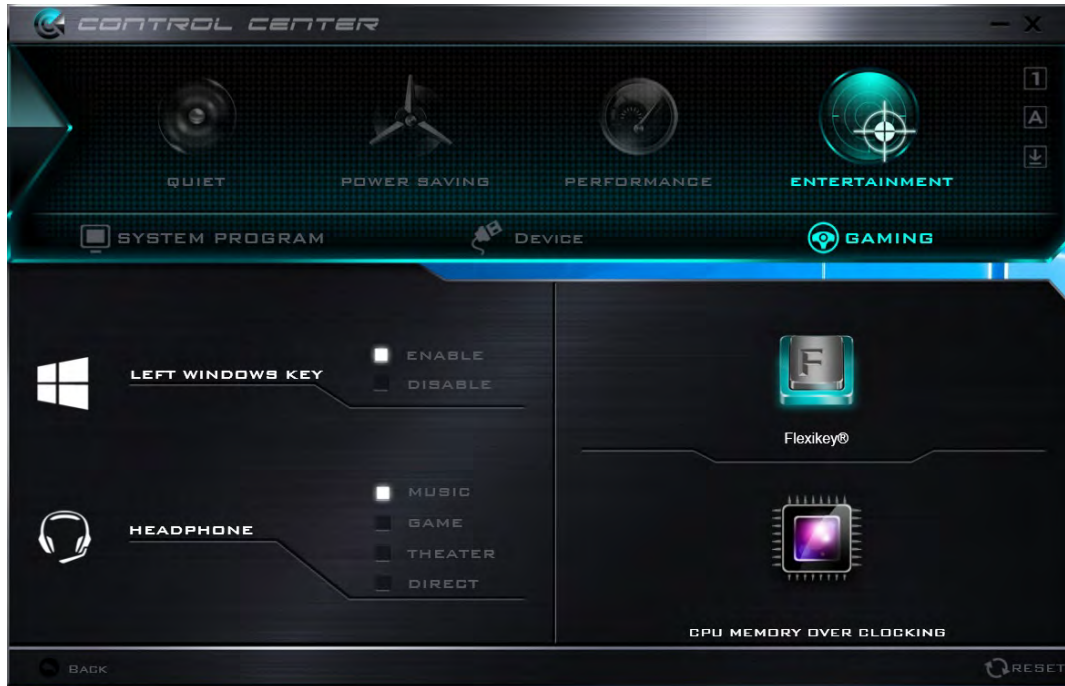 CONTROL CENTER
1
A
QUIET
POWER SAVING
PERFORMANCE
ENTERTAINMENT
SYSTEM PROGRAM
DEVICE
GAMING
LEFT WINDOWS KEY
ENABLE
DISABLE
F
Flexikey®
HEADPHONE
MUSIC
GAME
THEATER
DIRECT
CPU MEMORY OVER CLOCKING
BACK
RESET